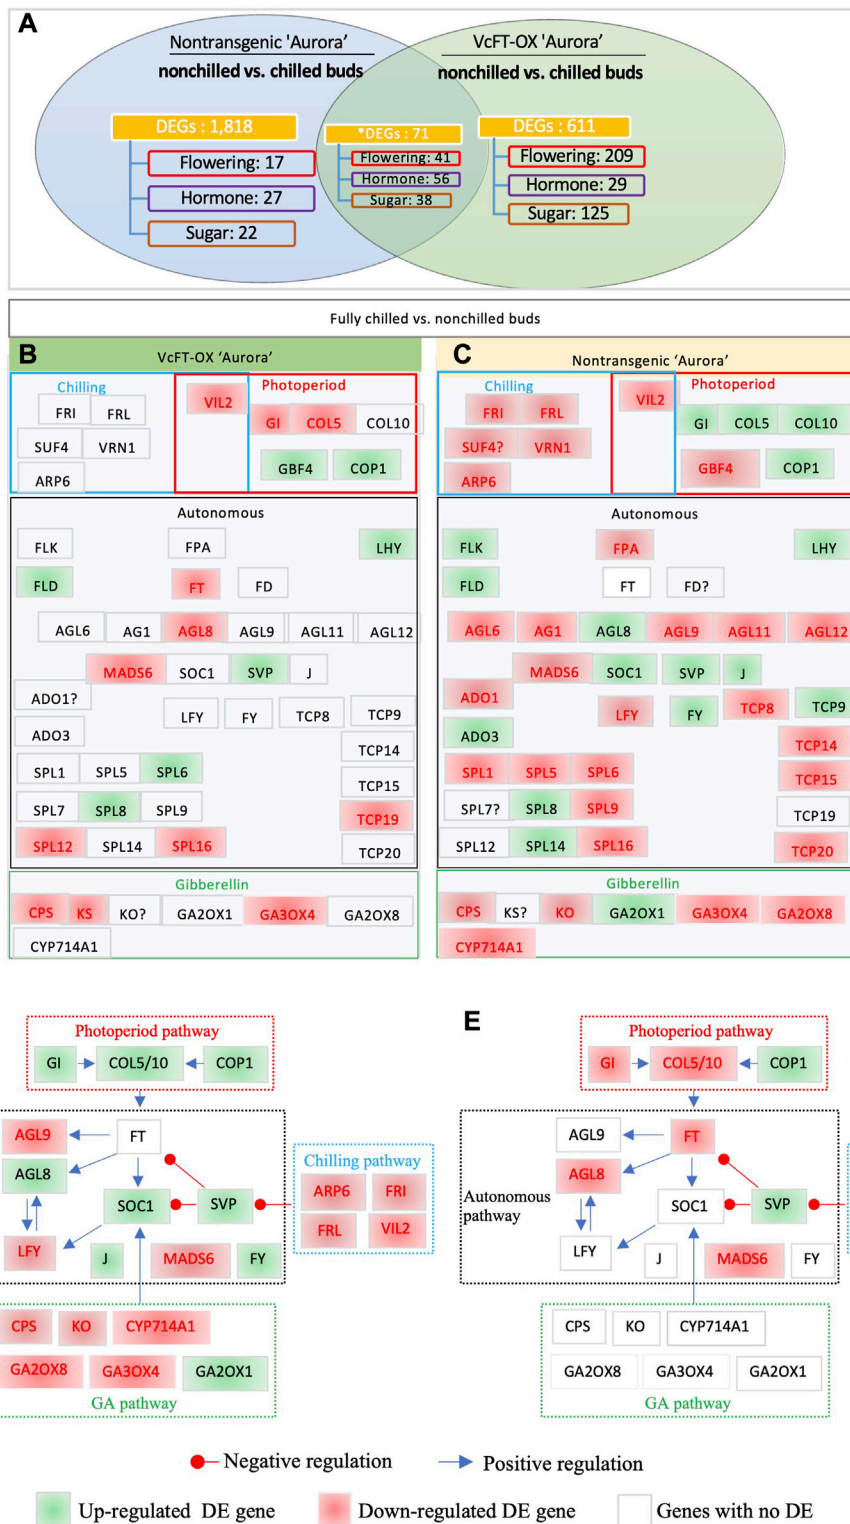 A
Nontransgenic 'Aurora'
nonchilled vs. chilled buds
VcFT-OX 'Aurora'
nonchilled vs. chilled buds
DEGs : 1,818
Flowering: 17
Hormone: 27
Sugar: 22
*DEGs : 71
Flowering: 41
Hormone: 56
Sugar: 38
DEGs : 611
Flowering: 209
Hormone: 29
Sugar: 125
Fully chilled vs. nonchilled buds
B
VcFT-OX 'Aurora'
Chilling
Photoperiod
VIL2
FRI FRL
GI COL5 COL10
SUF4 VRN1
GBF4 COP1
ARP6
Autonomous
FLK FPA LHY
FLD FT FD
AGL6 AG1 AGL8 AGL9 AGL11 AGL12
MADS6 SOC1 SVP J
ADO1?
LFY FY TCP8 TCP9
ADO3
TCP14
SPL1 SPL5 SPL6
TCP15
SPL7 SPL8 SPL9
TCP19
SPL12 SPL14 SPL16
TCP20
Gibberellin
CPS KS KO? GA2OX1 GA3OX4 GA2OX8
CYP714A1
C
Nontransgenic 'Aurora'
Chilling
Photoperiod
VIL2
FRI FRL
GI COL5 COL10
SUF4? VRN1
GBF4 COP1
ARP6
Autonomous
FLK FPA LHY
FLD FT FD?
AGL6 AG1 AGL8 AGL9 AGL11 AGL12
MADS6 SOC1 SVP J
ADO1
LFY FY TCP8 TCP9
ADO3
TCP14
SPL1 SPL5 SPL6
TCP15
SPL7? SPL8 SPL9
TCP19
SPL12 SPL14 SPL16
TCP20
Gibberellin
CPS KS? KO GA2OX1 GA3OX4 GA2OX8
CYP714A1
Photoperiod pathway
GI COL5/10 COP1
AGL9 FT
AGL8
SOC1 SVP
LFY
J MADS6 FY
Chilling pathway
ARP6 FRI
FRL VIL2
CPS KO CYP714A1
GA2OX8 GA3OX4 GA2OX1
GA pathway
E
Photoperiod pathway
GI COL5/10 COP1
AGL9 FT
AGL8
Autonomous
pathway
SOC1 SVP
LFY
J MADS6 FY
CPS KO CYP714A1
GA2OX8 GA3OX4 GA2OX1
GA pathway
Negative regulation Positive regulation
Up-regulated DE gene Down-regulated DE gene Genes with no DE